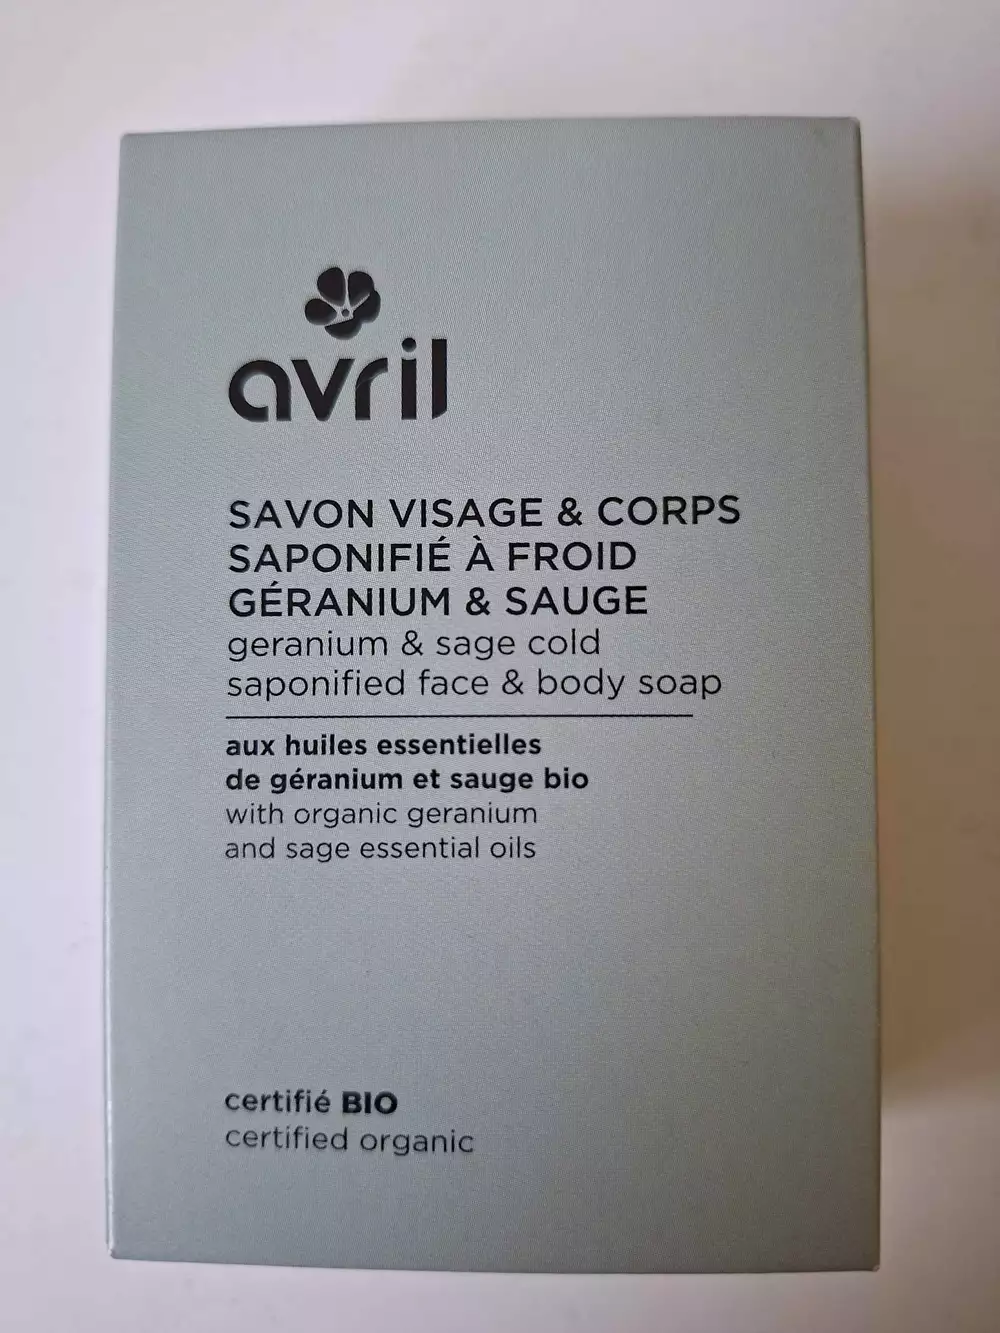 avril
SAVON VISAGE & CORPS
SAPONIFIÉ À FROID
GÉRANIUM & SAUGE
geranium & sage cold
saponified face & body soap
aux huiles essentielles
de géranium et sauge bio
with organic geranium
and sage essential oils
certifié BIO
certified organic